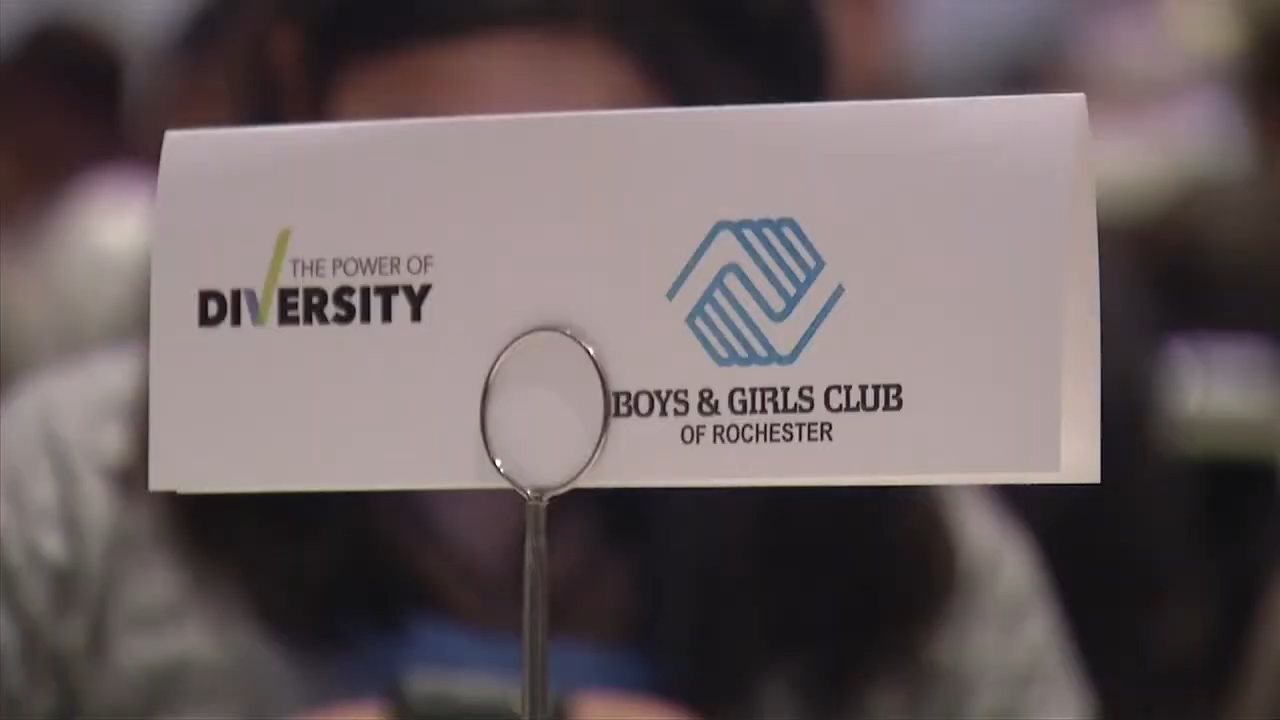 THE POWER OF
DIVERSITY
BOYS & GIRLS CLUB
OF ROCHESTER